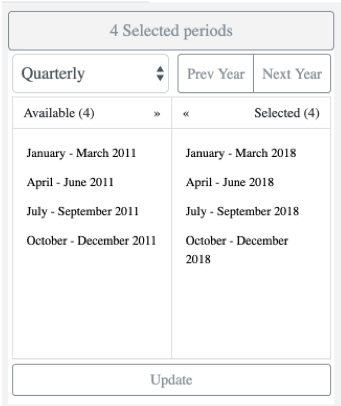 4 Selected periods
Quarterly
Prev Year Next Year
Available (4) »
« Selected (4)
January - March 2011
April - June 2011
July - September 2011
October - December 2011
January - March 2018
April - June 2018
July - September 2018
October - December
2018
Update